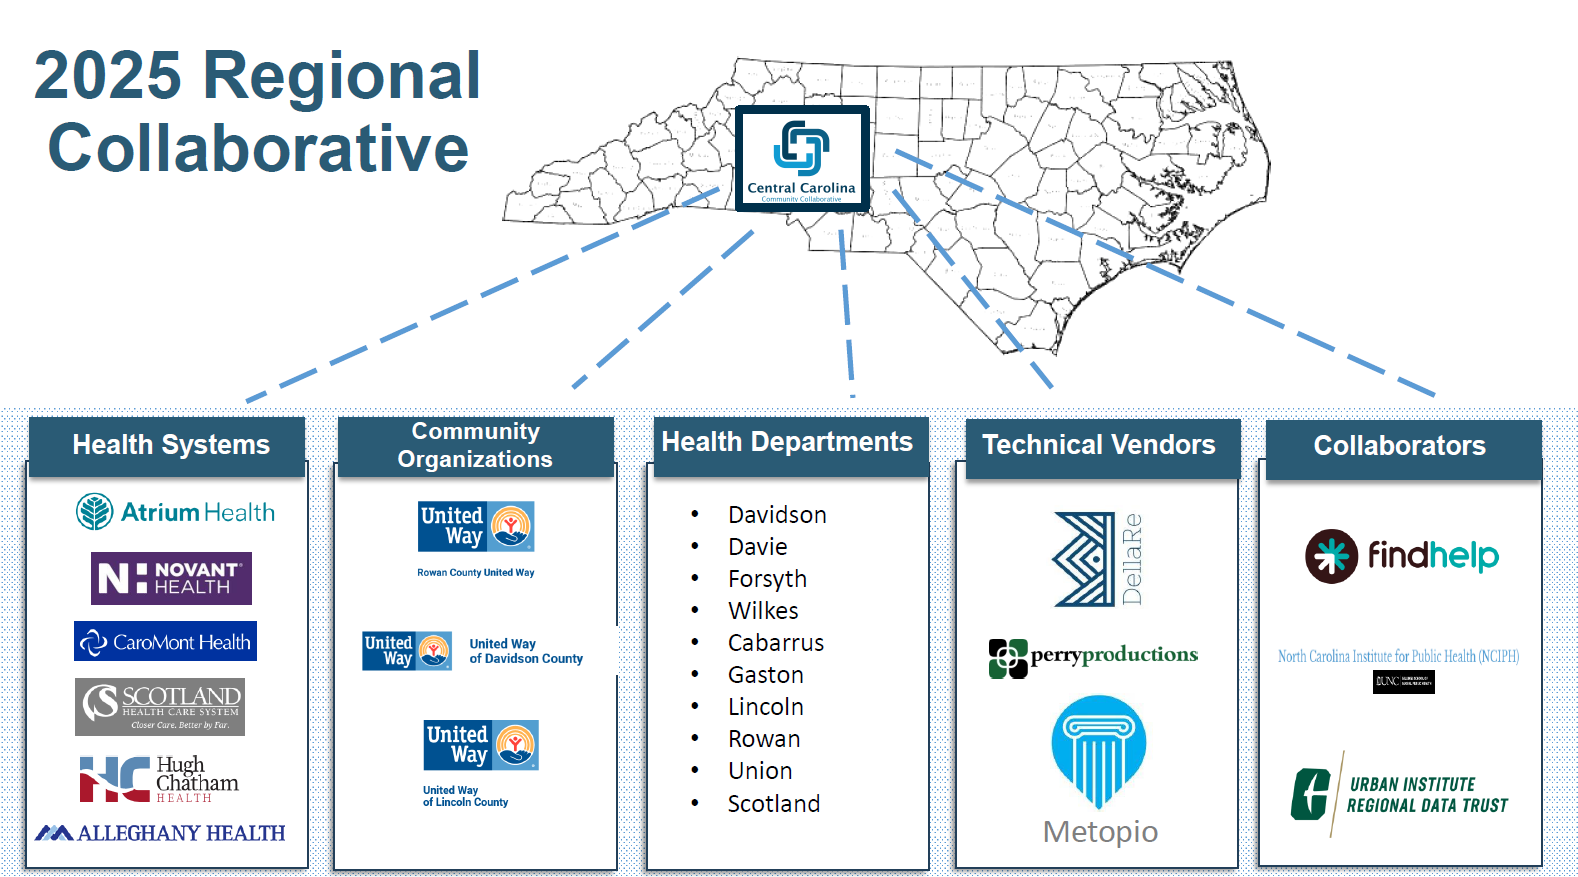 2025 Regional
Collaborative
Central Carolina
Community Collaborative
Health Systems
Atrium Health
NOVANT®
HEALTH
CaroMont Health
SCOTLAND
HEALTH CARE SYSTEM
Closer Care. Better by Far.
HC Hugh
Chatham
HEALTH
ALLEGHANY HEALTH
Community
Organizations
United
Way
Rowan County United Way
United
Way
United Way
of Davidson County
United
Way
United Way
of Lincoln County
Health Departments
• Davidson
• Davie
• Forsyth
• Wilkes
• Cabarrus
• Gaston
• Lincoln
• Rowan
• Union
• Scotland
Technical Vendors
DellaRe
perryproductions
Metopio
Collaborators
findhelp
North Carolina Institute for Public Health (NCIPH)
UNC
URBAN INSTITUTE
REGIONAL DATA TRUST